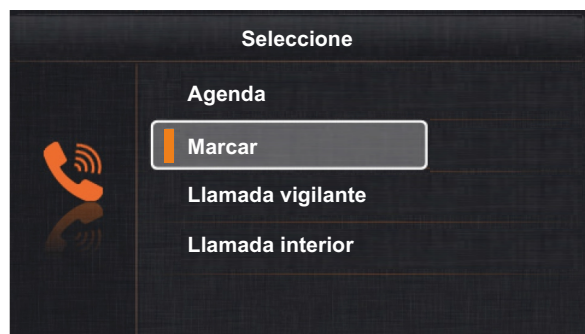 Seleccione
Agenda
Marcar
Llamada vigilante
Llamada interior